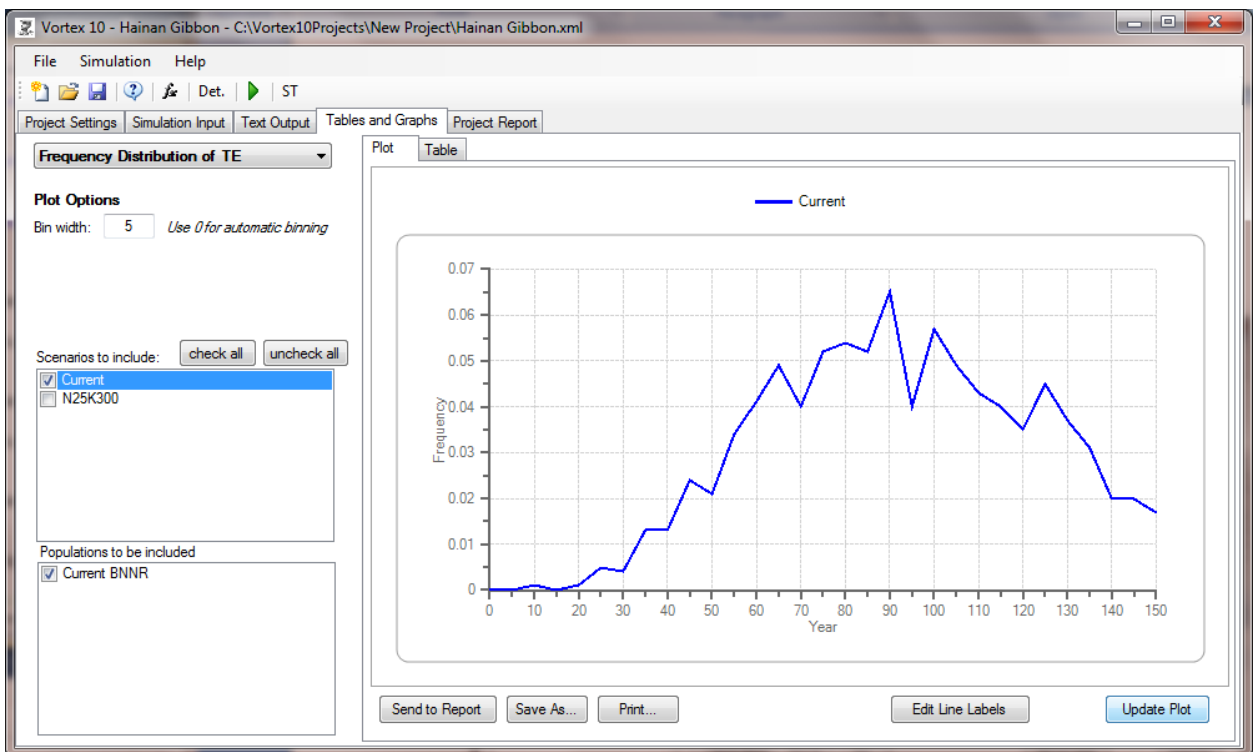 Vortex 10 - Hainan Gibbon - C:\Vortex10Projects\New Project\Hainan Gibbon.xml
File Simulation Help
fx Det. ST
Project Settings Simulation Input Text Output Tables and Graphs Project Report
Frequency Distribution of TE
Plot Options
Bin width: 5 Use 0 for automatic binning
Scenarios to include: check all uncheck all
Current
N25K300
Populations to be included
Current BNNR
Plot Table
Current
0.07
0.06
0.05
0.04
0.03
0.02
0.01
0
Frequency
0 10 20 30 40 50 60 70 80 90 100 110 120 130 140 150
Year
Send to Report Save As... Print... Edit Line Labels Update Plot